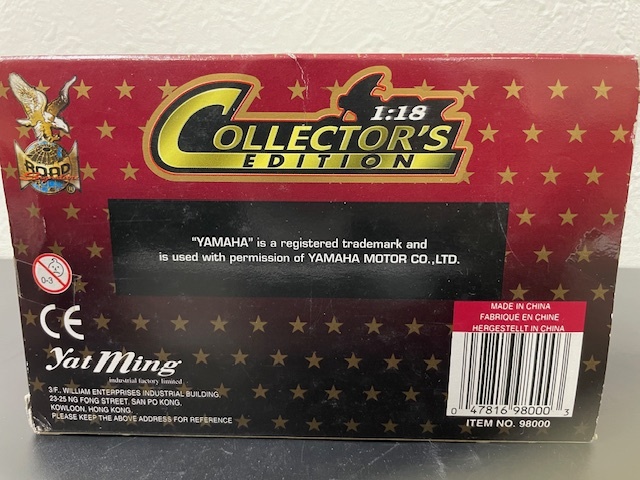 1:18
COLLECTOR'S
EDITION
ROAD
"YAMAHA" is a registered trademark and
is used with permission of YAMAHA MOTOR CO.,LTD.
0-3
CE
Yat Ming
industrial factory limited
3/F., WILLIAM ENTERPRISES INDUSTRIAL BUILDING,
23-25 NG FONG STREET, SAN PO KONG,
KOWLOON, HONG KONG.
PLEASE KEEP THE ABOVE ADDRESS FOR REFERENCE
MADE IN CHINA
FABRIQUE EN CHINE
HERGESTELLT IN CHINA
0 47816 98000 3
ITEM NO. 98000